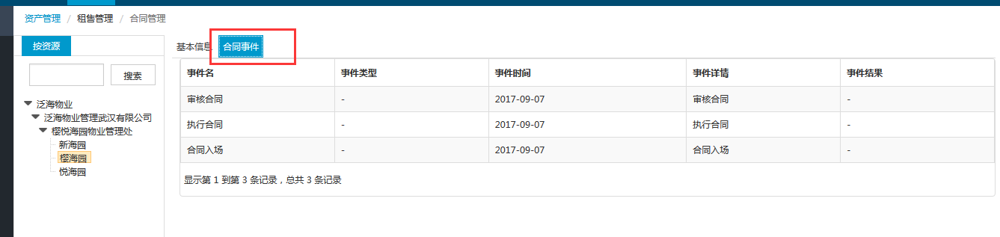 资产管理 / 租售管理 / 合同管理
按资源
搜索
泛海物业
泛海物业管理武汉有限公司
樱悦海园物业管理处
新海园
樱海园
悦海园
基本信息 合同事件
事件名 事件类型 事件时间 事件详情 事件结果
审核合同 - 2017-09-07 审核合同 -
执行合同 - 2017-09-07 执行合同 -
合同入场 - 2017-09-07 合同入场 -
显示第 1 到第 3 条记录，总共 3 条记录